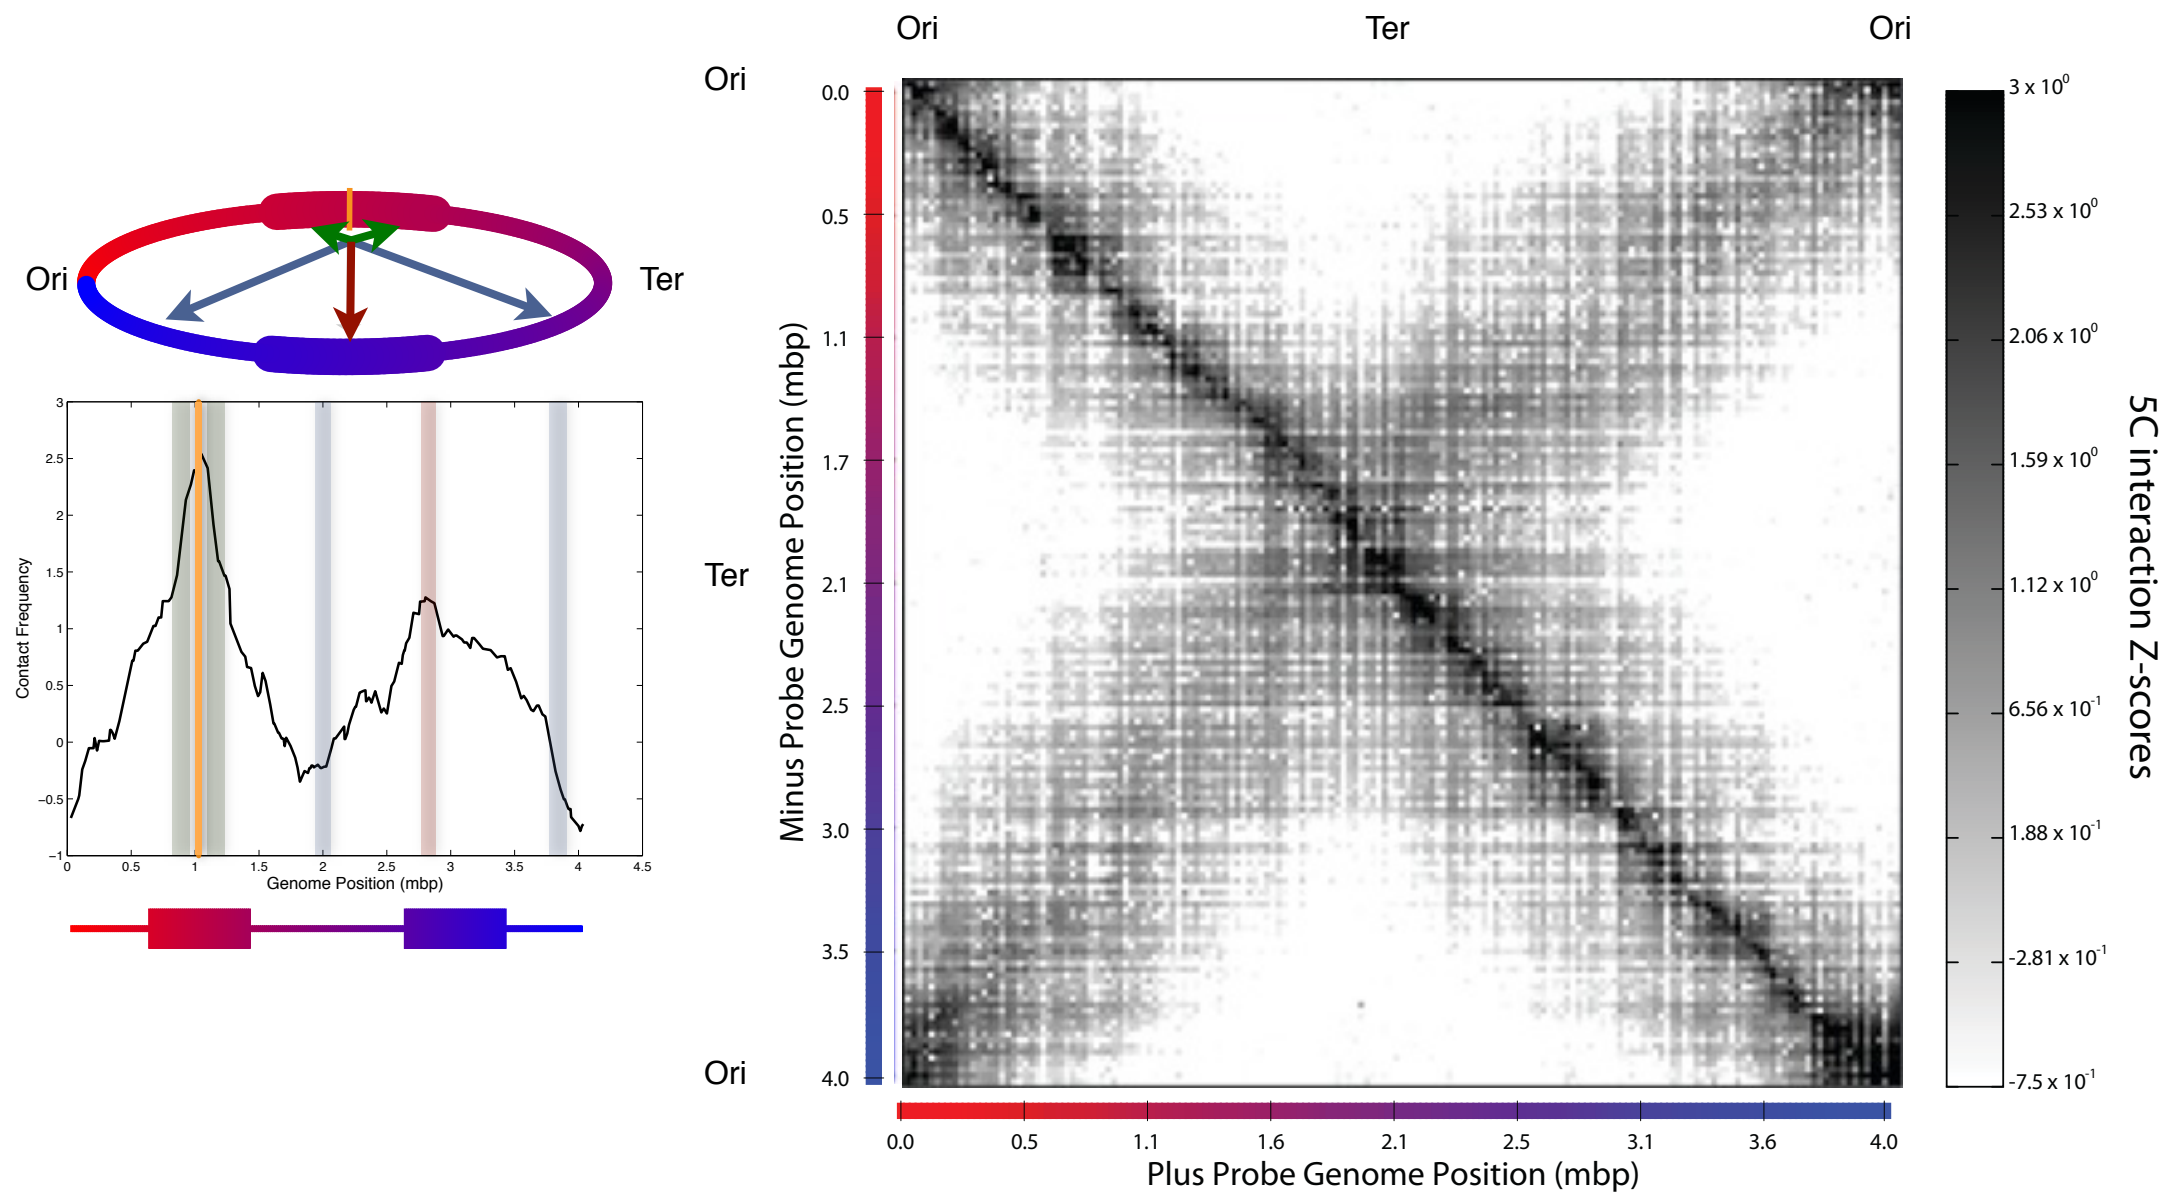 Ori
Ter
Ori
Ori
0.0
0.5
1.1
1.7
Ter
2.1
2.5
3.0
3.5
Ori
4.0
Minus Probe Genome Position (mbp)
0.0
0.5
1.1
1.6
2.1
2.5
3.1
3.6
4.0
Plus Probe Genome Position (mbp)
3 x 10^0
2.53 x 10^0
2.06 x 10^0
1.59 x 10^0
1.12 x 10^0
6.56 x 10^-1
1.88 x 10^-1
-2.81 x 10^-1
-7.5 x 10^-1
5C interaction Z-scores
Ori
Ter
3
2.5
2
1.5
1
0.5
0
−0.5
−1
Contact Frequency
0
0.5
1
1.5
2
2.5
3
3.5
4
4.5
Genome Position (mbp)